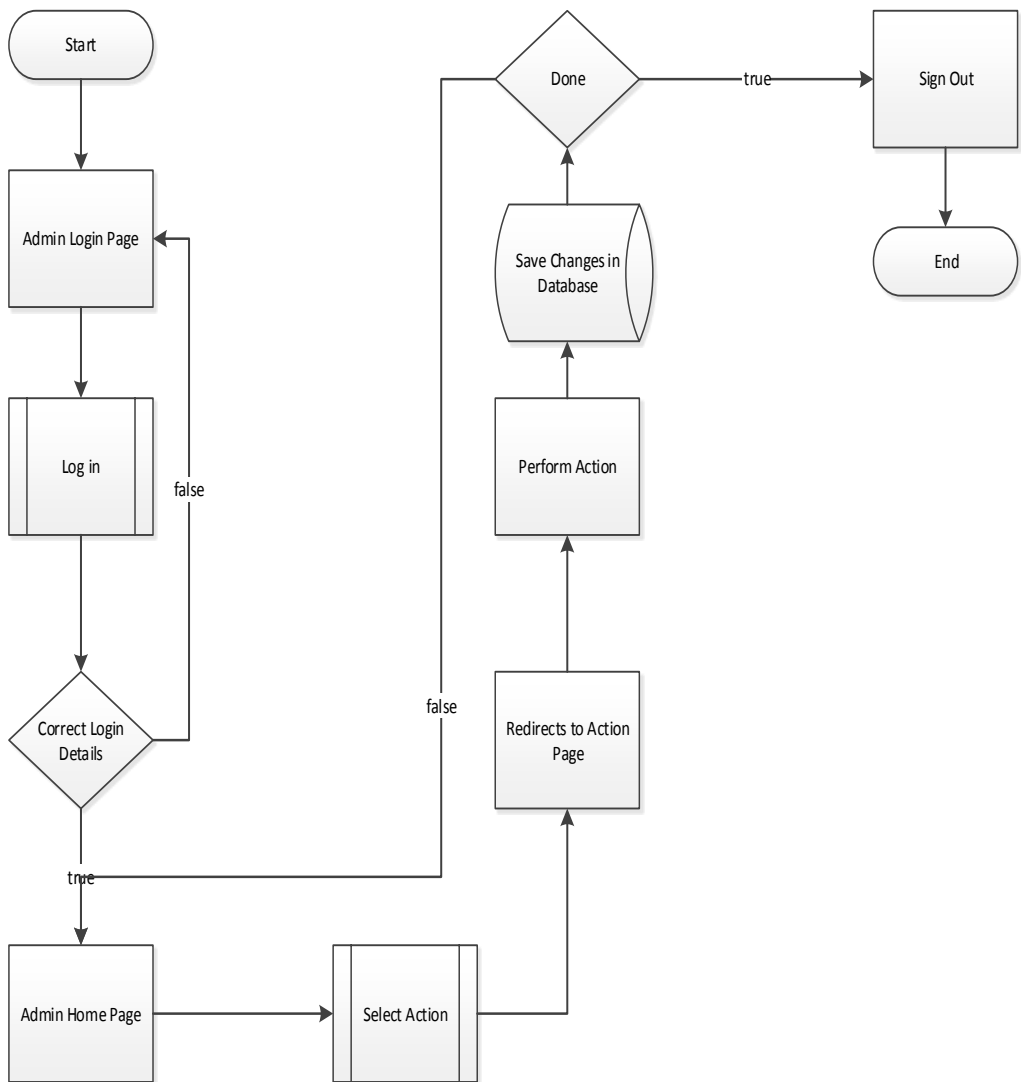 Start
Admin Login Page
Log in
false
Correct Login
Details
true
Admin Home Page
Select Action
Redirects to Action
Page
Perform Action
Save Changes in
Database
Done
false
true
Sign Out
End